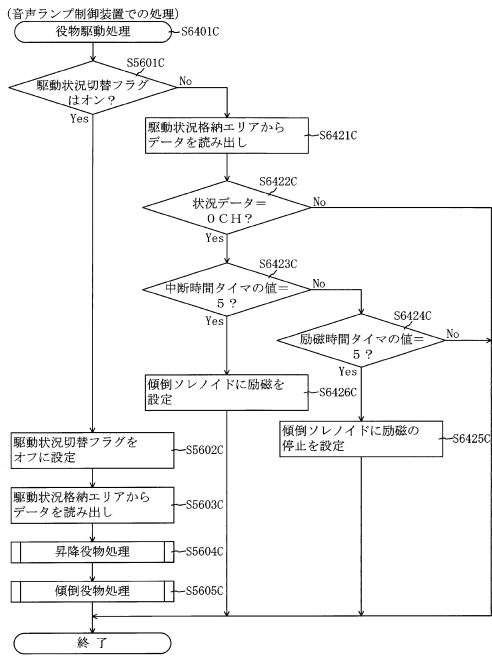 (音声ランプ制御装置での処理)
役物駆動処理
S6401C
S5601C
駆動状況切替フラグ
はオン?
No
Yes
駆動状況格納エリアから
データを読み出し
S6421C
S6422C
状況データ=
0CH?
No
Yes
S6423C
中断時間タイマの値=
5?
No
Yes
S6424C
励磁時間タイマの値=
5?
No
Yes
傾倒ソレノイドに励磁を
設定
S6426C
傾倒ソレノイドに励磁の
停止を設定
S6425C
駆動状況切替フラグを
オフに設定
S5602C
駆動状況格納エリアから
データを読み出し
S5603C
昇降役物処理
S5604C
傾倒役物処理
S5605C
終了